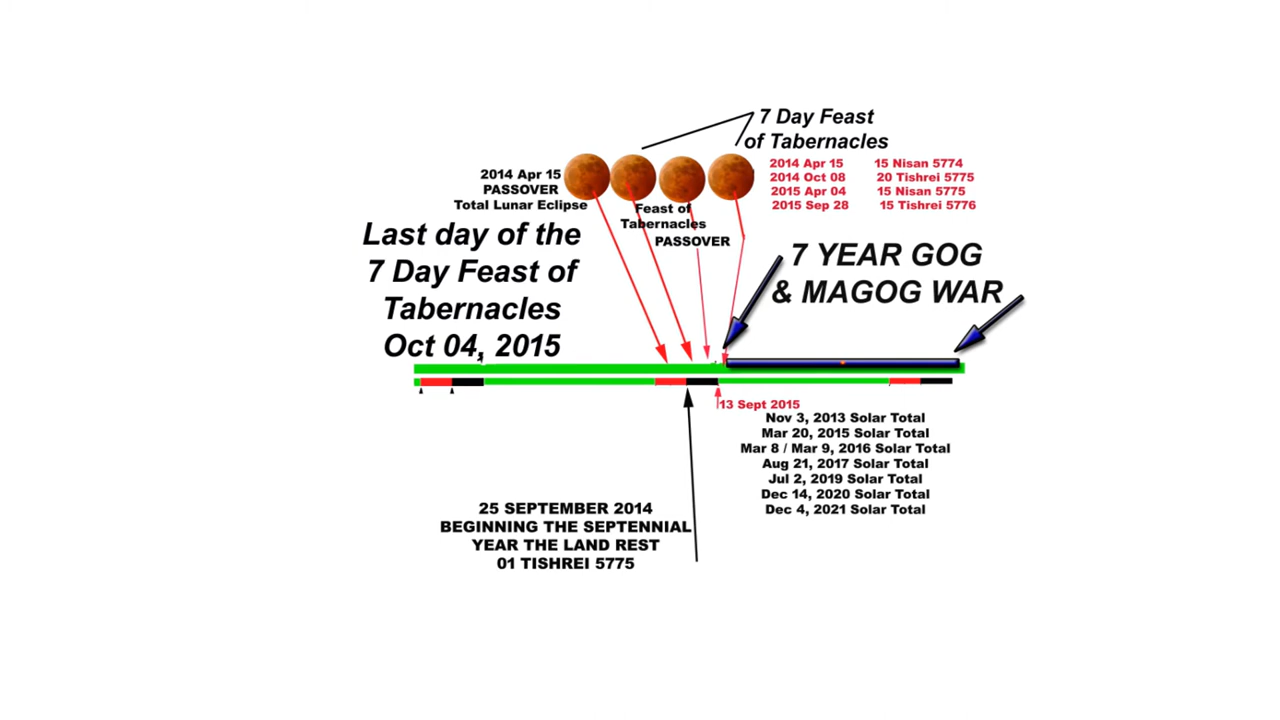 7 Day Feast
of Tabernacles
2014 Apr 15
PASSOVER
Total Lunar Eclipse
2014 Apr 15 15 Nisan 5774
2014 Oct 08 20 Tishrei 5775
2015 Apr 04 15 Nisan 5775
2015 Sep 28 15 Tishrei 5776
Feast of
Tabernacles
PASSOVER
Last day of the
7 Day Feast of
Tabernacles
Oct 04, 2015
7 YEAR GOG
& MAGOG WAR
13 Sept 2015
Nov 3, 2013 Solar Total
Mar 20, 2015 Solar Total
Mar 8 / Mar 9, 2016 Solar Total
Aug 21, 2017 Solar Total
Jul 2, 2019 Solar Total
Dec 14, 2020 Solar Total
Dec 4, 2021 Solar Total
25 SEPTEMBER 2014
BEGINNING THE SEPTENNIAL
YEAR THE LAND REST
01 TISHREI 5775